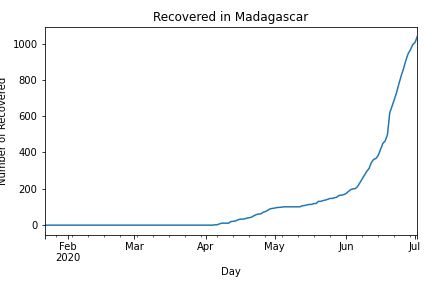 Recovered in Madagascar
Number of Recovered
1000
800
600
400
200
0
Feb
2020
Mar
Apr
May
Jun
Jul
Day